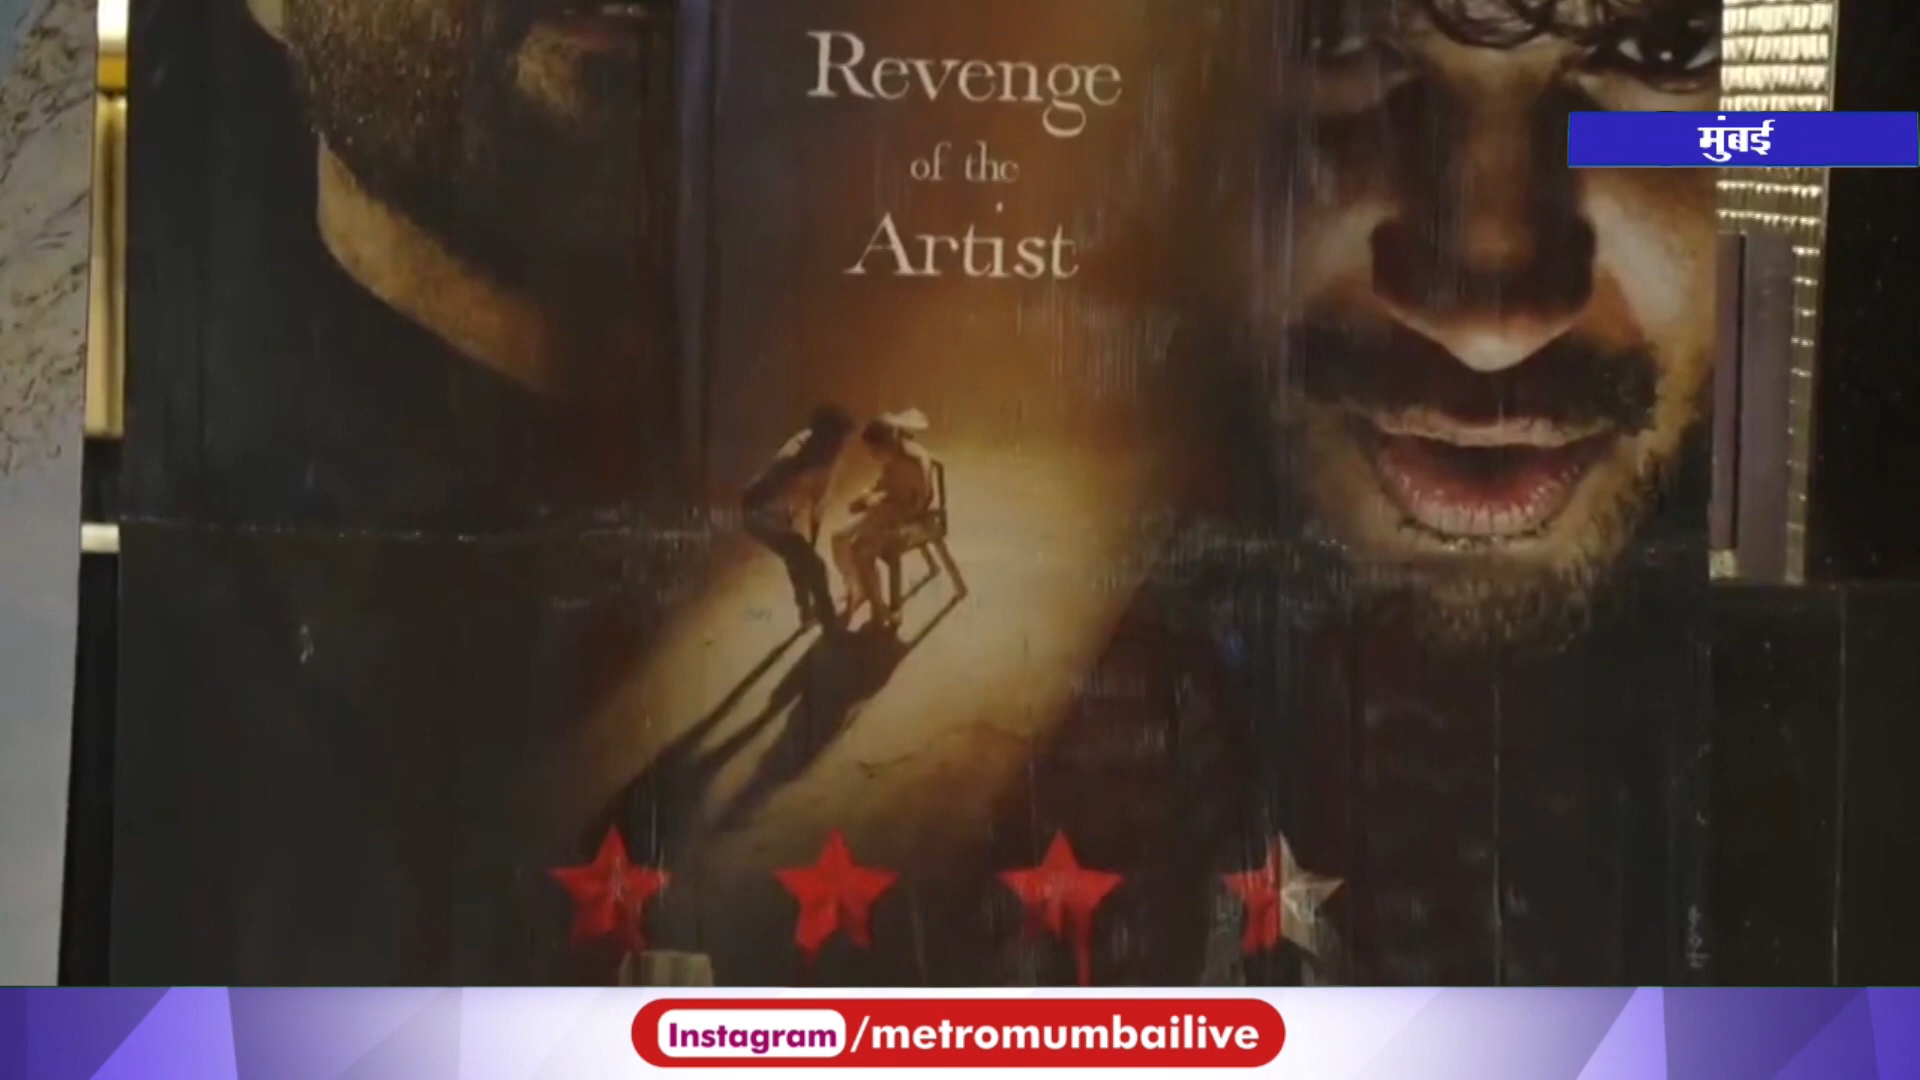 Revenge
of the
Artist
मुंबई
Instagram/metromumbailive